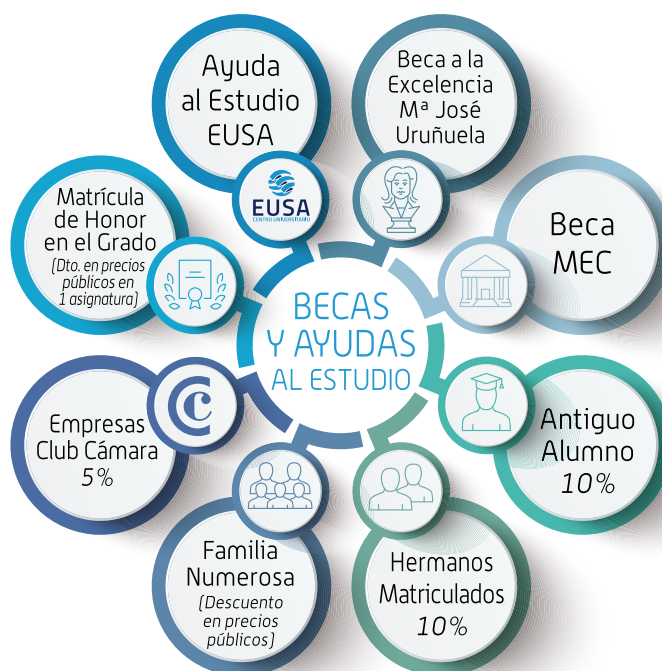 BECAS
Y AYUDAS
AL ESTUDIO
Ayuda
al Estudio
EUSA
EUSA
CENTRO UNIVERSITARIO
Beca a la
Excelencia
Mª José
Uruñuela
Beca
MEC
Antiguo
Alumno
10%
Hermanos
Matriculados
10%
Familia
Numerosa
(Descuento
en precios
públicos)
Empresas
Club Cámara
5%
Matrícula
de Honor
en el Grado
(Dto. en precios
públicos en
1 asignatura)